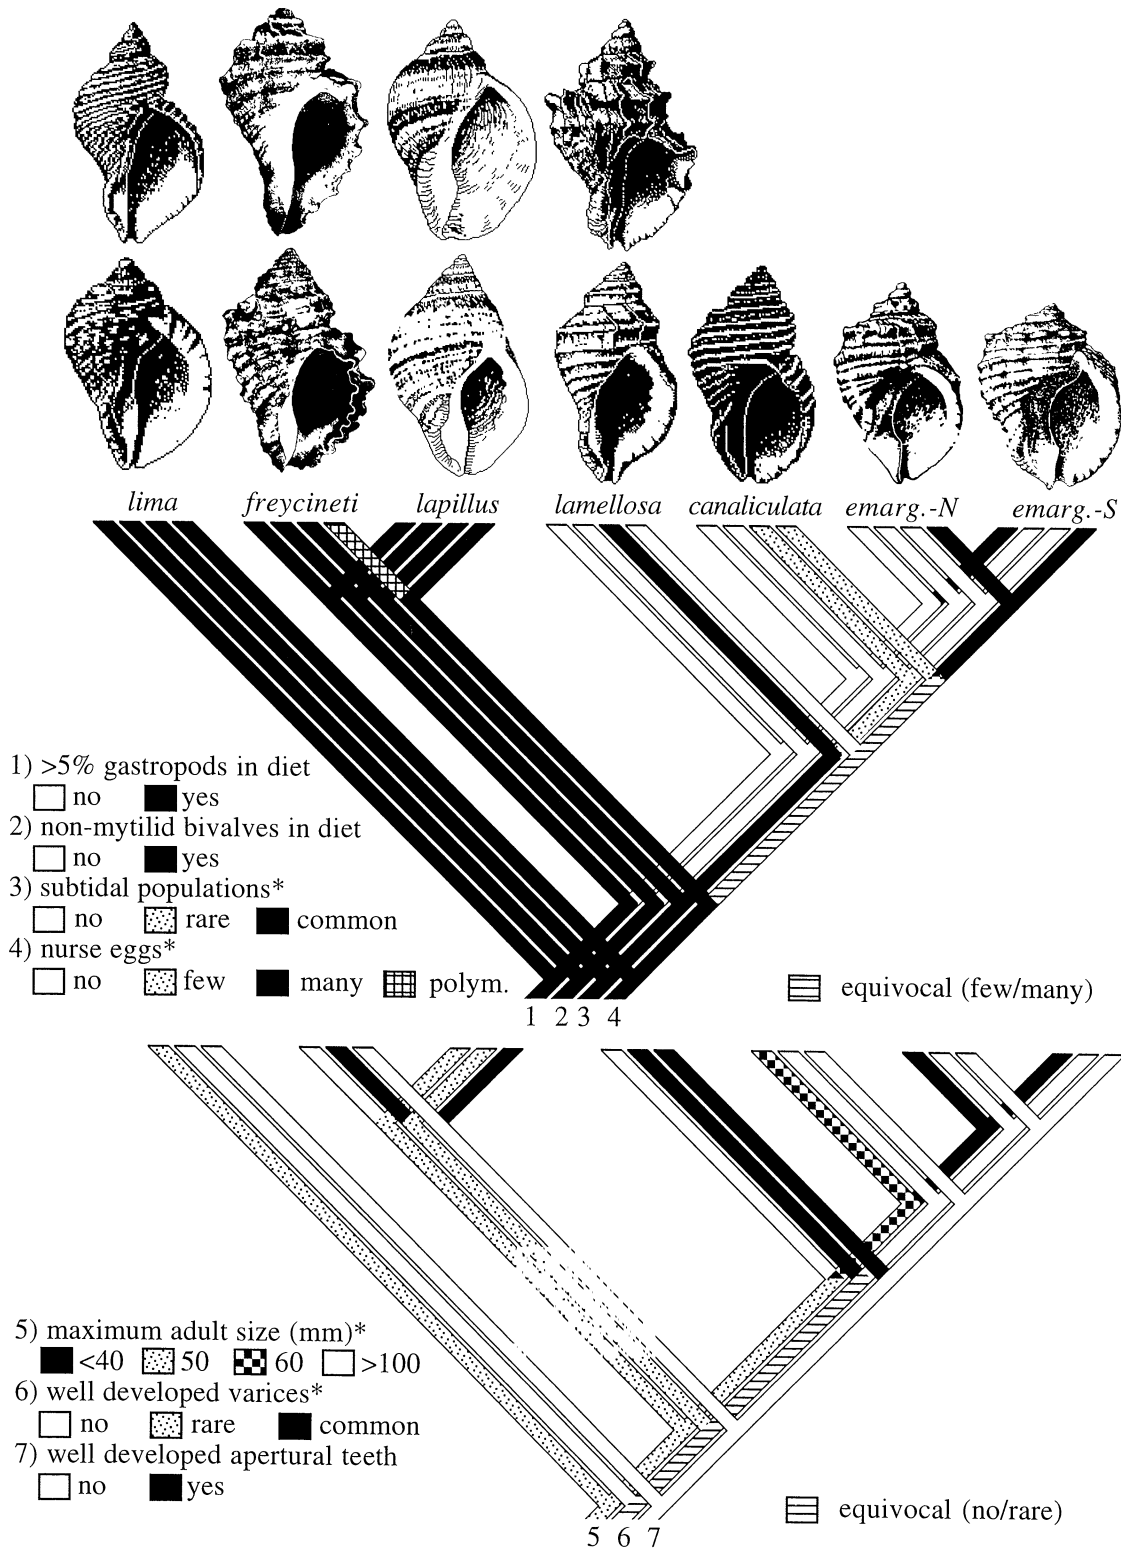 lima freycineti lapillus lamellosa canaliculata emarg.-N emarg.-S
1) >5% gastropods in diet
no yes
2) non-mytilid bivalves in diet
no yes
3) subtidal populations*
no rare common
4) nurse eggs*
no few many polym.
equivocal (few/many)
1 2 3 4
5) maximum adult size (mm)*
<40 50 60 >100
6) well developed varices*
no rare common
7) well developed apertural teeth
no yes
equivocal (no/rare)
5 6 7